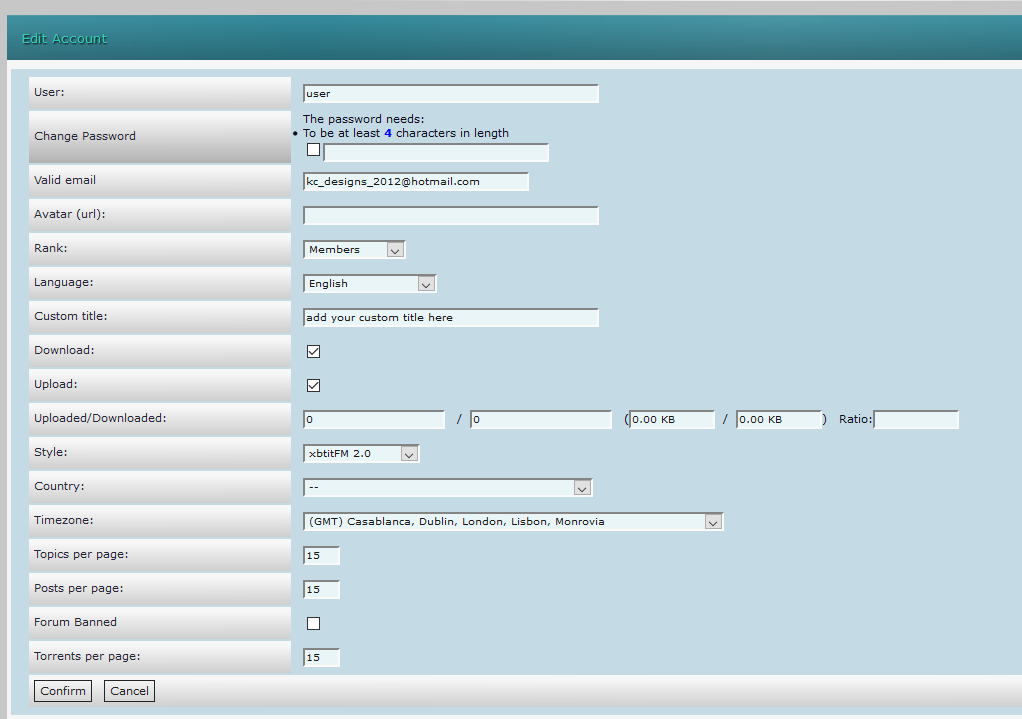 Edit Account
User: user
Change Password
The password needs:
• To be at least 4 characters in length
Valid email kc_designs_2012@hotmail.com
Avatar (url):
Rank: Members
Language: English
Custom title: add your custom title here
Download:
Upload:
Uploaded/Downloaded: 0 / 0 (0.00 KB / 0.00 KB) Ratio:
Style: xbtitFM 2.0
Country: --
Timezone: (GMT) Casablanca, Dublin, London, Lisbon, Monrovia
Topics per page: 15
Posts per page: 15
Forum Banned
Torrents per page: 15
Confirm Cancel